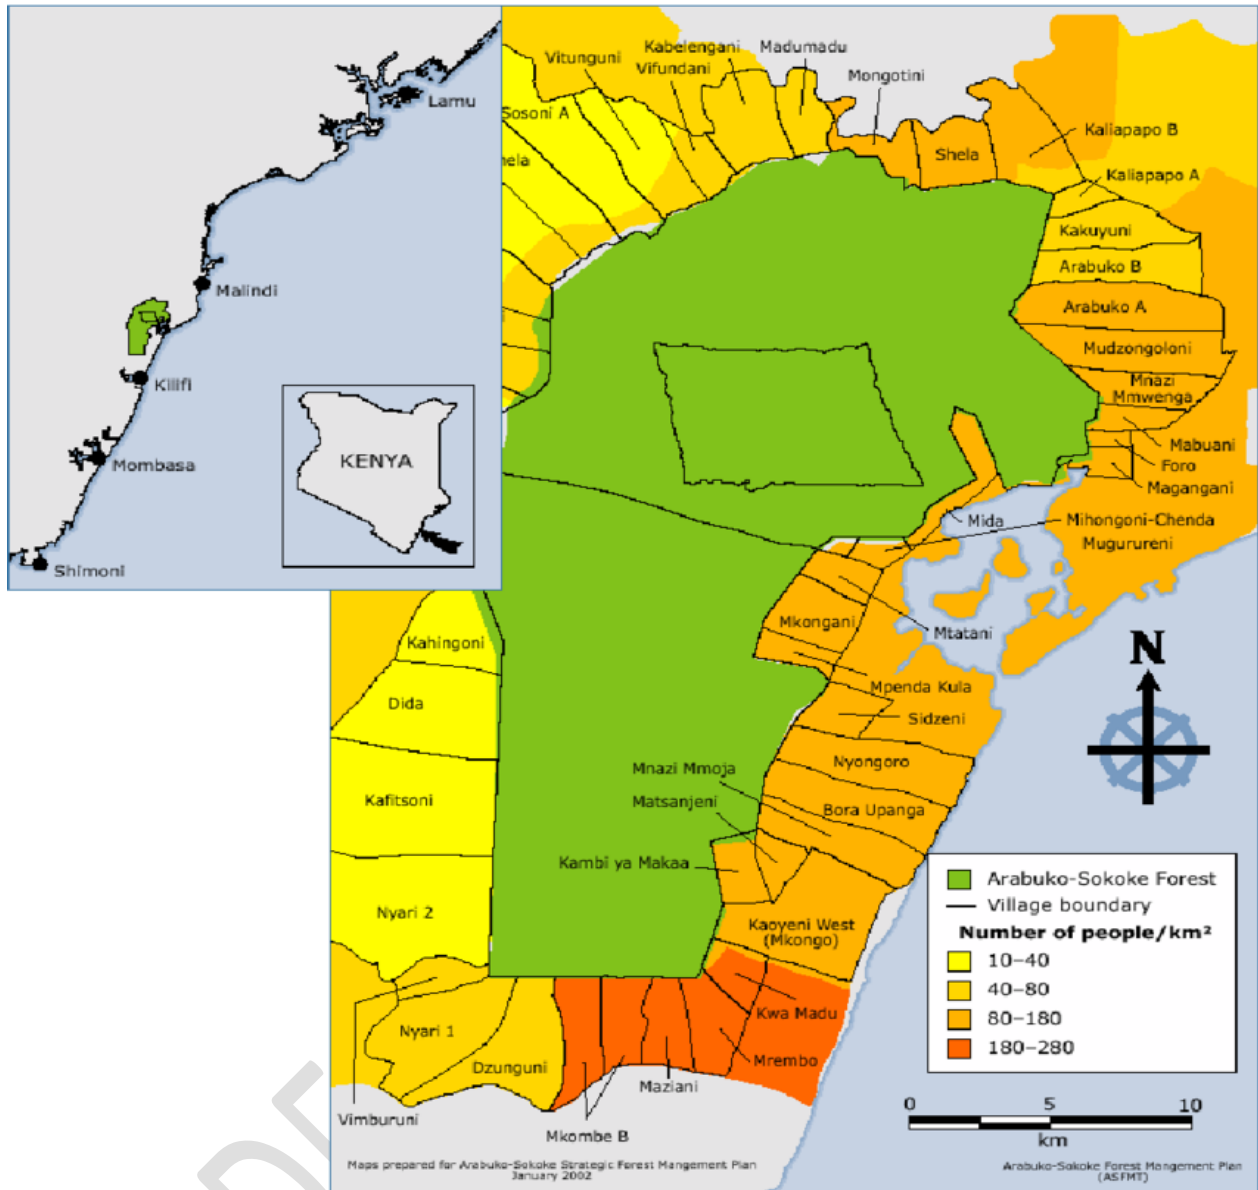 Lamu
Malindi
Kilifi
Mombasa
Shimoni
KENYA
Vitunguni
Kabelengani
Vifundani
Madumadu
Mongotini
Sosoni A
hela
Shela
Kaliapapo B
Kaliapapo A
Kakuyuni
Arabuko B
Arabuko A
Mudzongoloni
Mnazi
Mmwenga
Mabuani
Foro
Magangani
Mida
Mihongoni-Chenda
Mugurureni
Mtatani
Mkongani
Mpenda Kula
Sidzeni
Nyongoro
Mnazi Mmoja
Bora Upanga
Matsanjeni
Kambi ya Makaa
Kaoyeni West
(Mkongo)
Kahingoni
Dida
Kafitsoni
Nyari 2
Nyari 1
Dzunguni
Vimburuni
Mkombe B
Maziani
Mrembo
Kwa Madu
N
Arabuko-Sokoke Forest
Village boundary
Number of people/km²
10–40
40–80
80–180
180–280
0 5 10
km
Maps prepared for Arabuko-Sokoke Strategic Forest Mangement Plan
January 2002
Arabuko-Sokoke Forest Mangement Plan
(ASFMT)